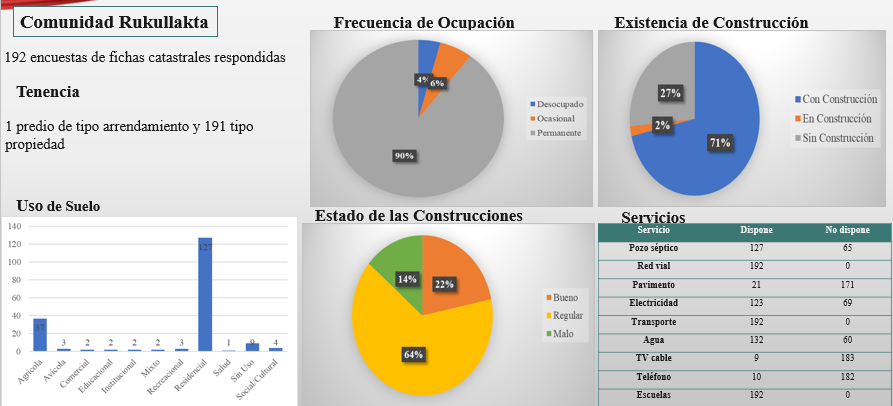 Comunidad Rukullakta
192 encuestas de fichas catastrales respondidas
Tenencia
1 predio de tipo arrendamiento y 191 tipo
propiedad
Frecuencia de Ocupación
4%
6%
90%
Desocupado
Ocasional
Permanente
Existencia de Construcción
27%
2%
71%
Con Construcción
En Construcción
Sin Construcción
Uso de Suelo
140
120
100
80
60
40
20
0
37
3
2
2
2
2
3
127
1
9
4
Agrícola
Avícola
Comercial
Educacional
Institucional
Mixto
Recreacional
Residencial
Salud
Sin Uso
Social/Cultural
Estado de las Construcciones
14%
22%
64%
Bueno
Regular
Malo
Servicios
Servicio Dispone No dispone
Pozo séptico 127 65
Red vial 192 0
Pavimento 21 171
Electricidad 123 69
Transporte 192 0
Agua 132 60
TV cable 9 183
Teléfono 10 182
Escuelas 192 0